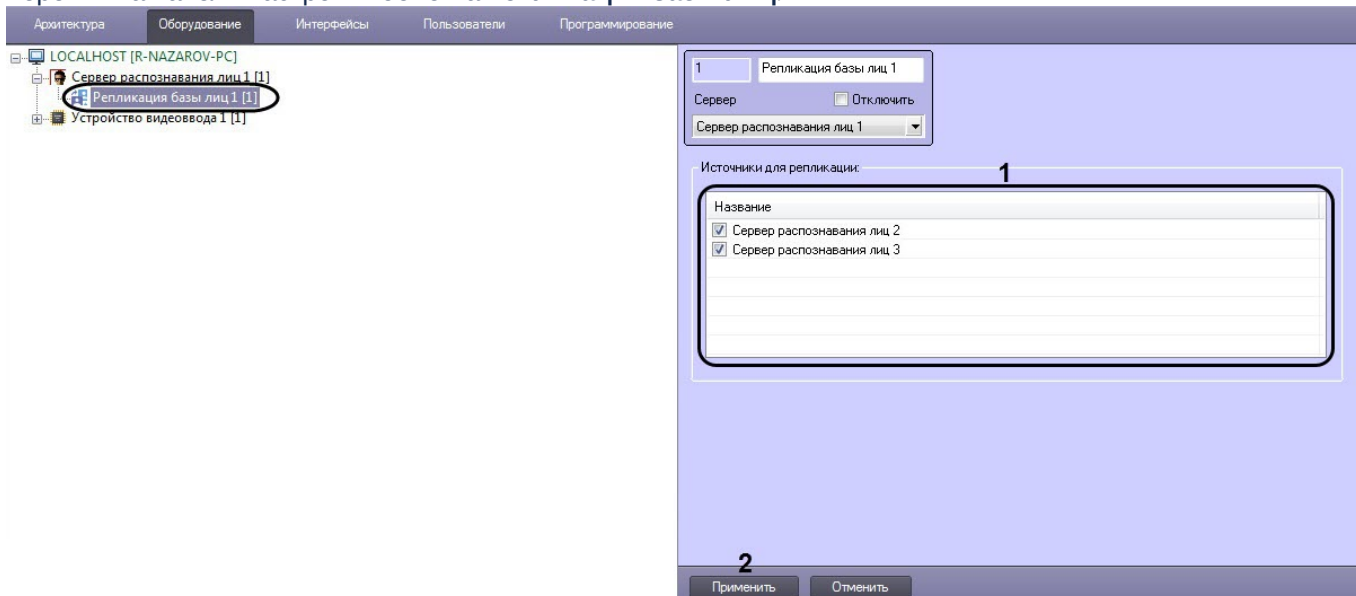 Архитектура Оборудование Интерфейсы Пользователи Программирование
LOCALHOST [R-NAZAROV-PC]
Сервер распознавания лиц 1 [1]
Репликация базы лиц 1 [1]
Устройство видеоввода 1 [1]
1 Репликация базы лиц 1
Сервер Отключить
Сервер распознавания лиц 1
Источники для репликации:
1
Название
Сервер распознавания лиц 2
Сервер распознавания лиц 3
2
Применить Отменить